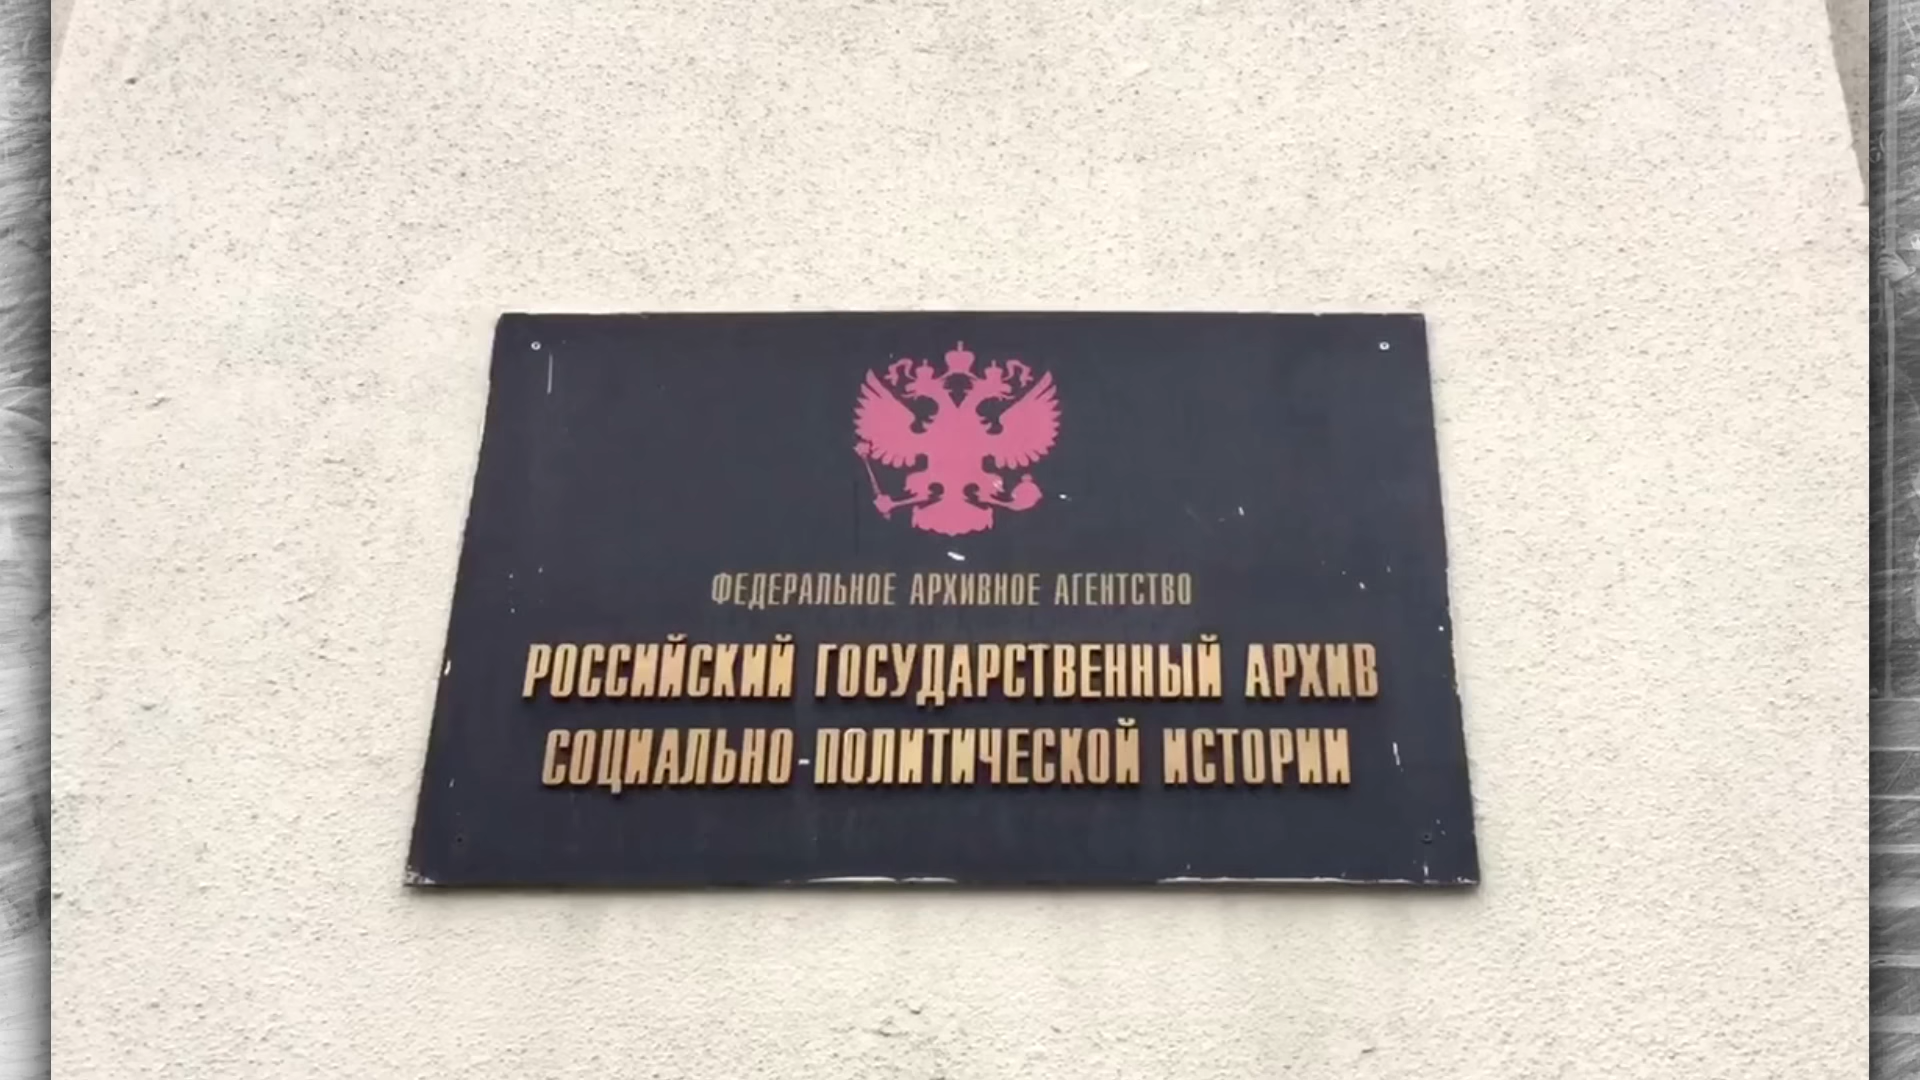 ФЕДЕРАЛЬНОЕ АРХИВНОЕ АГЕНТСТВО
РОССИЙСКИЙ ГОСУДАРСТВЕННЫЙ АРХИВ
СОЦИАЛЬНО-ПОЛИТИЧЕСКОЙ ИСТОРИИ